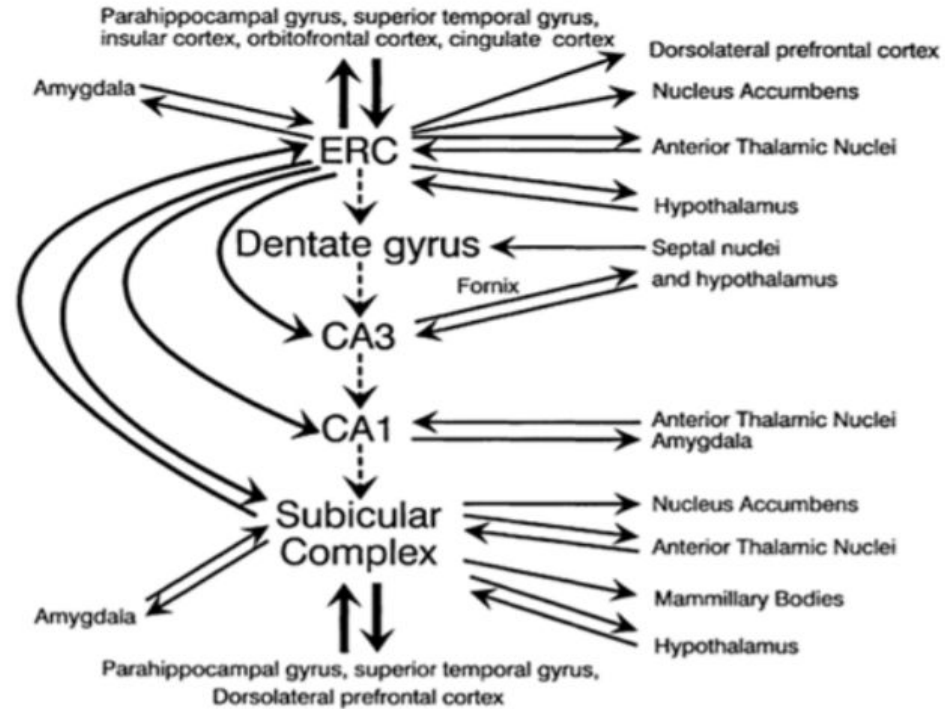 Parahippocampal gyrus, superior temporal gyrus,
insular cortex, orbitofrontal cortex, cingulate cortex
Dorsolateral prefrontal cortex
Amygdala
Nucleus Accumbens
ERC
Anterior Thalamic Nuclei
Hypothalamus
Dentate gyrus
Septal nuclei
and hypothalamus
Fornix
CA3
CA1
Anterior Thalamic Nuclei
Amygdala
Subicular
Complex
Nucleus Accumbens
Anterior Thalamic Nuclei
Mammillary Bodies
Amygdala
Hypothalamus
Parahippocampal gyrus, superior temporal gyrus,
Dorsolateral prefrontal cortex